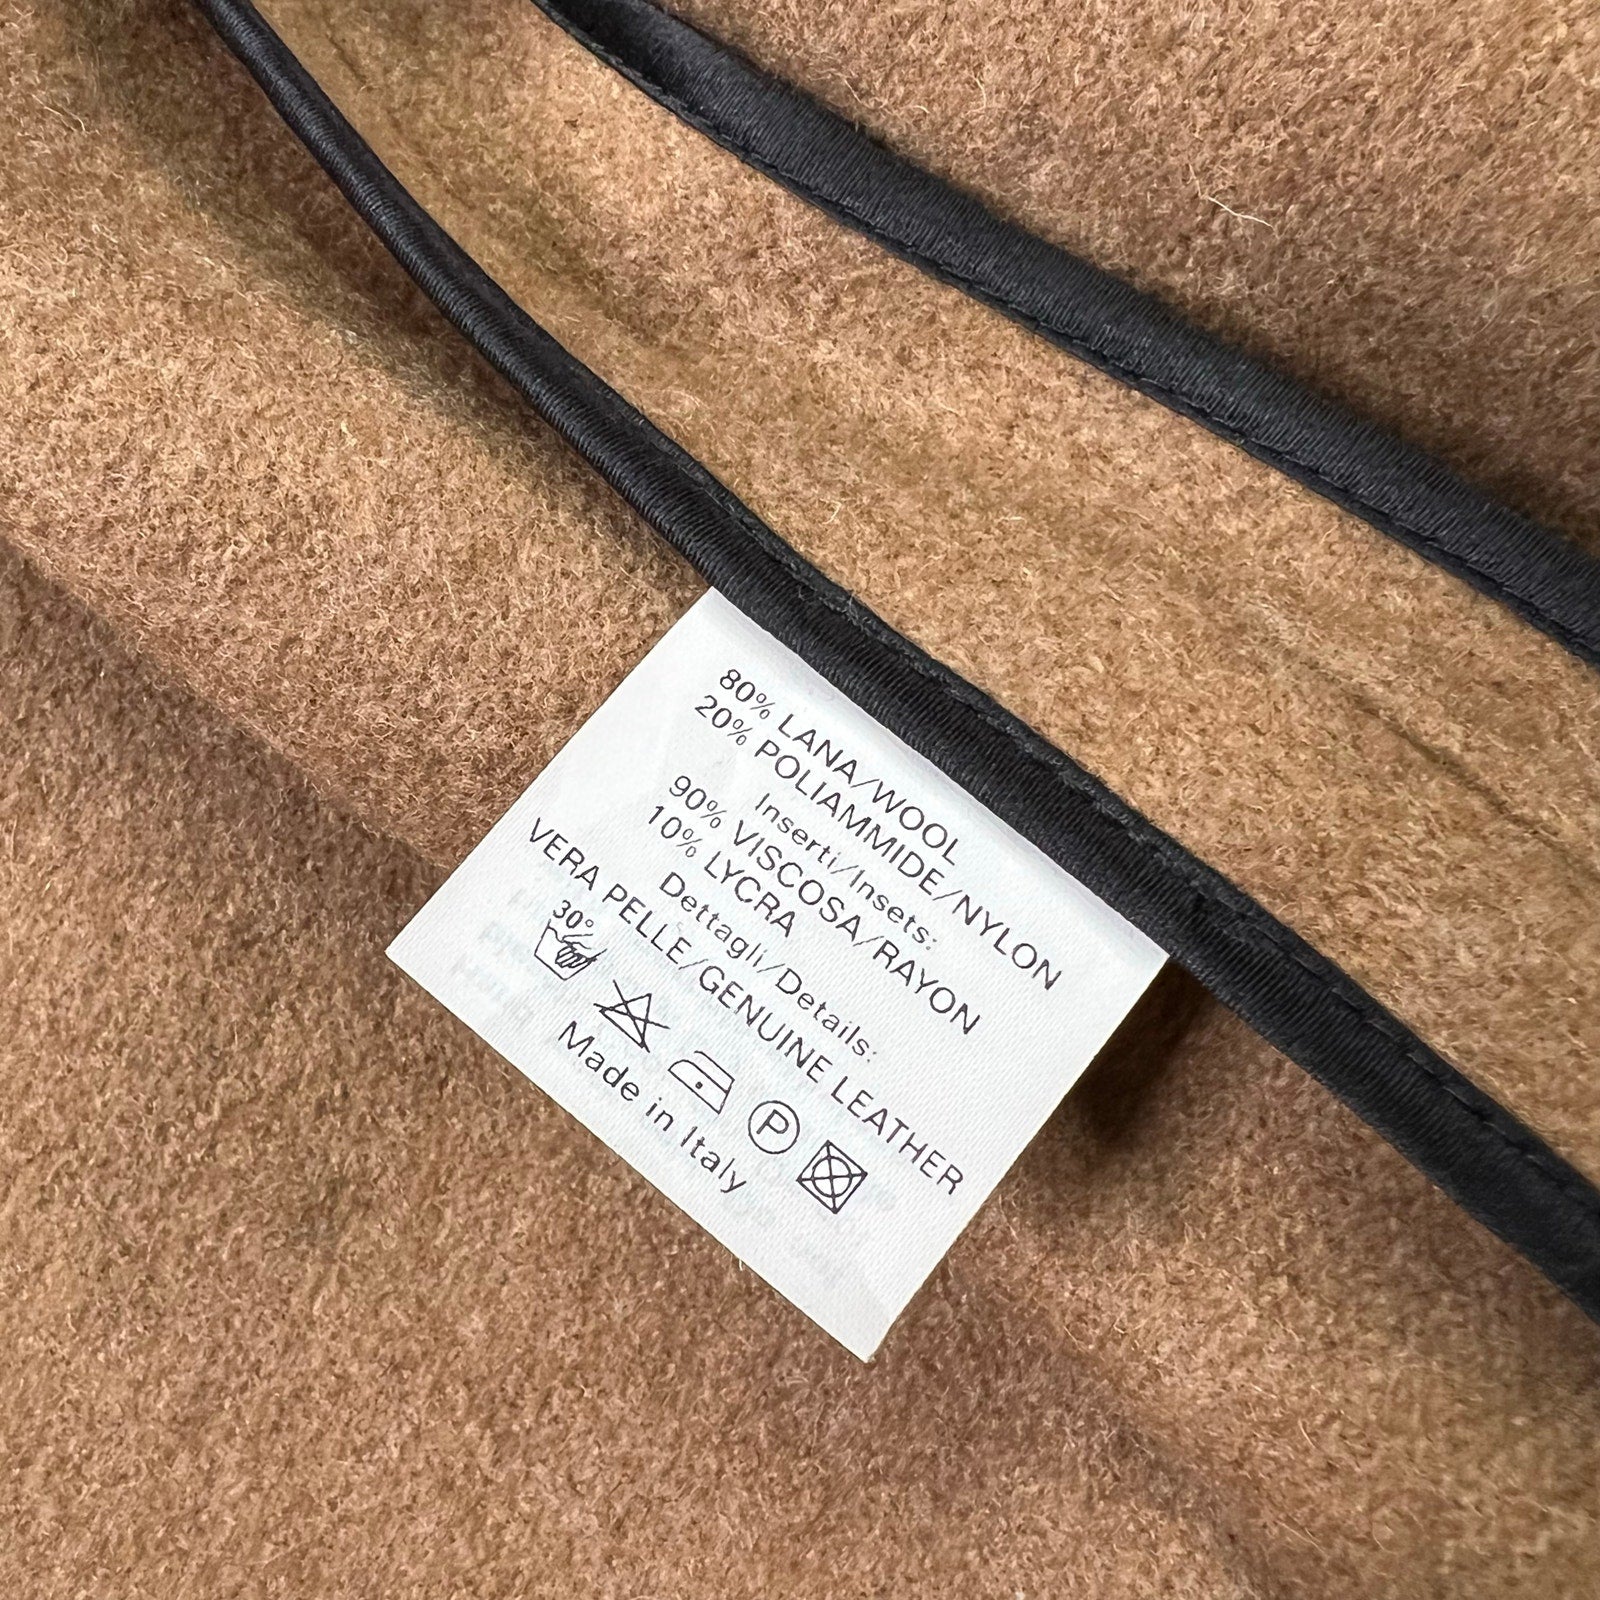 80% LANA/WOOL
20% POLIAMMIDE/NYLON
Inserti/Insets:
90% VISCOSA/RAYON
10% LYCRA
Dettagli/Details:
VERA PELLE/GENUINE LEATHER
30°
P
Made in Italy